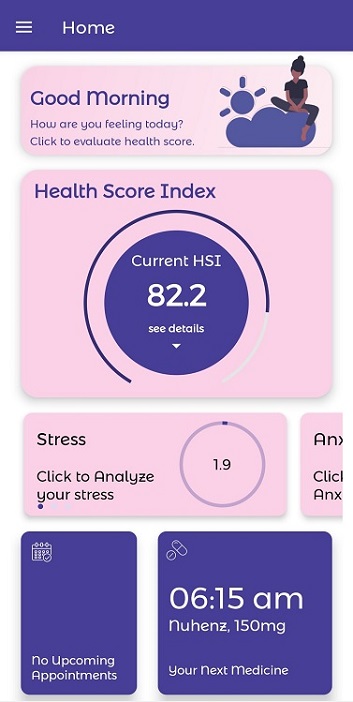 Home
Good Morning
How are you feeling today?
Click to evaluate health score.
Health Score Index
Current HSI
82.2
see details
Stress
Click to Analyze
your stress
1.9
Anx
Clic
Anx
No Upcoming
Appointments
06:15 am
Nuhenz, 150mg
Your Next Medicine